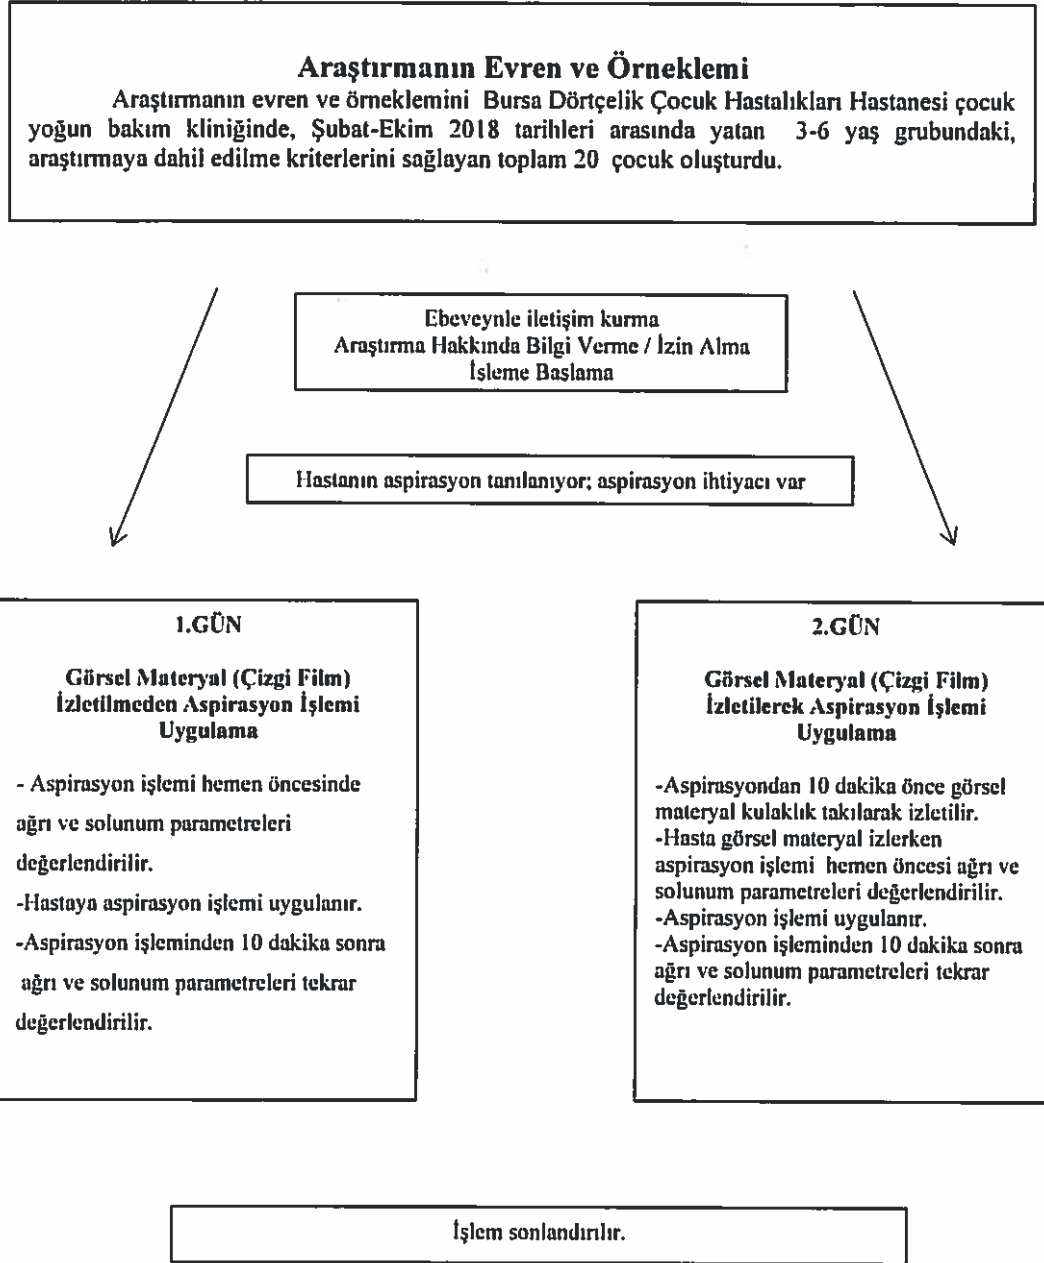 Araştırmanın Evren ve Örneklemi
Araştırmanın evren ve örneklemini Bursa Dörtçelik Çocuk Hastalıkları Hastanesi çocuk
yoğun bakım kliniğinde, Şubat-Ekim 2018 tarihleri arasında yatan 3-6 yaş grubundaki,
araştırmaya dahil edilme kriterlerini sağlayan toplam 20 çocuk oluşturdu.
Ebeveynle iletişim kurma
Araştırma Hakkında Bilgi Verme / İzin Alma
İşleme Başlama
Hastanın aspirasyon tanılanıyor; aspirasyon ihtiyacı var
1.GÜN
Görsel Materyal (Çizgi Film)
İzletilmeden Aspirasyon İşlemi
Uygulama
- Aspirasyon işlemi hemen öncesinde
ağrı ve solunum parametreleri
değerlendirilir.
-Hastaya aspirasyon işlemi uygulanır.
-Aspirasyon işleminden 10 dakika sonra
ağrı ve solunum parametreleri tekrar
değerlendirilir.
2.GÜN
Görsel Materyal (Çizgi Film)
İzletilerek Aspirasyon İşlemi
Uygulama
-Aspirasyondan 10 dakika önce görsel
materyal kulaklık takılarak izletilir.
-Hasta görsel materyal izlerken
aspirasyon işlemi hemen öncesi ağrı ve
solunum parametreleri değerlendirilir.
-Aspirasyon işlemi uygulanır.
-Aspirasyon işleminden 10 dakika sonra
ağrı ve solunum parametreleri tekrar
değerlendirilir.
İşlem sonlandırılır.